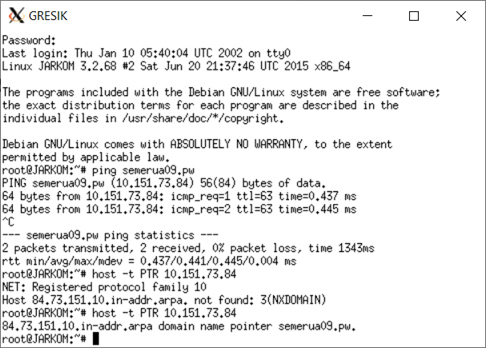 GRESIK
Password:
Last login: Thu Jan 10 05:40:04 UTC 2002 on tty0
Linux JARKOM 3.2.68 #2 Sat Jun 20 21:37:46 UTC 2015 x86_64
The programs included with the Debian GNU/Linux system are free software;
the exact distribution terms for each program are described in the
individual files in /usr/share/doc/*/copyright.
Debian GNU/Linux comes with ABSOLUTELY NO WARRANTY, to the extent
permitted by applicable law.
root@JARKOM:~# ping semerua09.pw
PING semerua09.pw (10.151.73.84) 56(84) bytes of data.
64 bytes from 10.151.73.84: icmp_req=1 ttl=63 time=0.437 ms
64 bytes from 10.151.73.84: icmp_req=2 ttl=63 time=0.445 ms
^C
--- semerua09.pw ping statistics ---
2 packets transmitted, 2 received, 0% packet loss, time 1343ms
rtt min/avg/max/mdev = 0.437/0.441/0.445/0.004 ms
root@JARKOM:~# host -t PTR 10.151.73.84
NET: Registered protocol family 10
Host 84.73.151.10.in-addr.arpa. not found: 3(NXDOMAIN)
root@JARKOM:~# host -t PTR 10.151.73.84
84.73.151.10.in-addr.arpa domain name pointer semerua09.pw.
root@JARKOM:~#